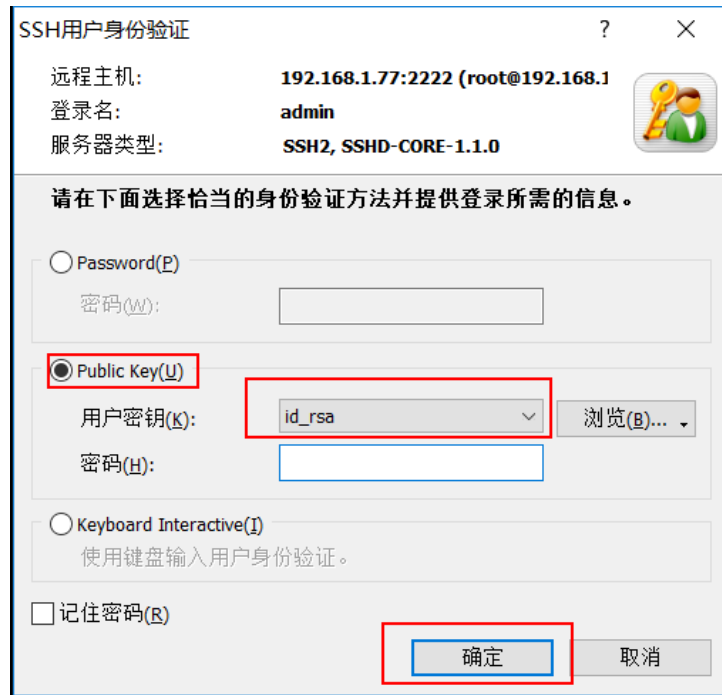 SSH用户身份验证 ?
远程主机: 192.168.1.77:2222 (root@192.168.1
登录名: admin
服务器类型: SSH2, SSHD-CORE-1.1.0
请在下面选择恰当的身份验证方法并提供登录所需的信息。
Password(P)
密码(W):
Public Key(U)
用户密钥(K): id_rsa 浏览(B)...
密码(H):
Keyboard Interactive(I)
使用键盘输入用户身份验证。
记住密码(R)
确定 取消